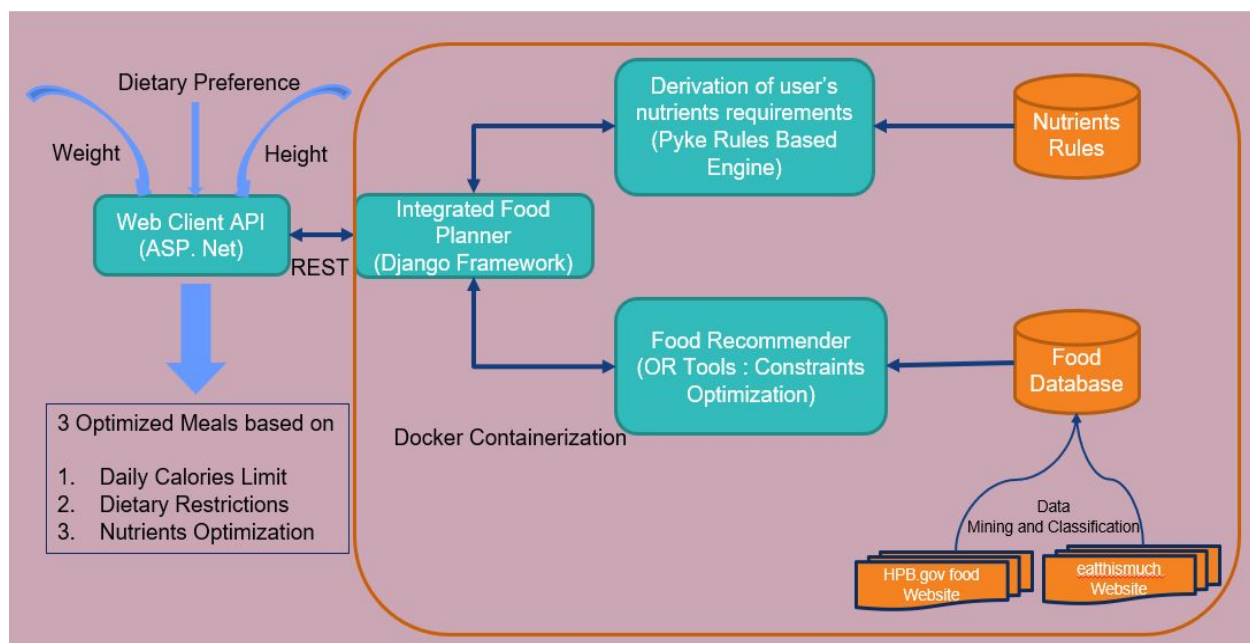 Dietary Preference
Weight
Height
Web Client API
(ASP. Net)
REST
Integrated Food
Planner
(Django Framework)
Derivation of user's
nutrients requirements
(Pyke Rules Based
Engine)
Nutrients
Rules
Food Recommender
(OR Tools : Constraints
Optimization)
Food
Database
Docker Containerization
3 Optimized Meals based on
1. Daily Calories Limit
2. Dietary Restrictions
3. Nutrients Optimization
Data
Mining and Classification
HPB.gov food
Website
eatthismuch
Website